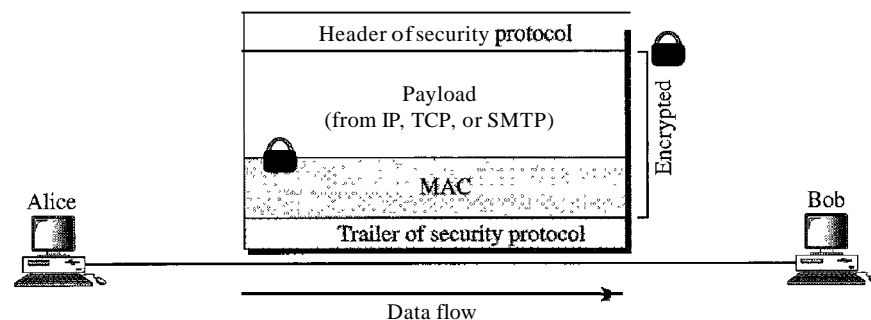 Header of security protocol
Payload
(from IP, TCP, or SMTP)
Encrypted
MAC
Alice
Bob
Trailer of security protocol
Data flow